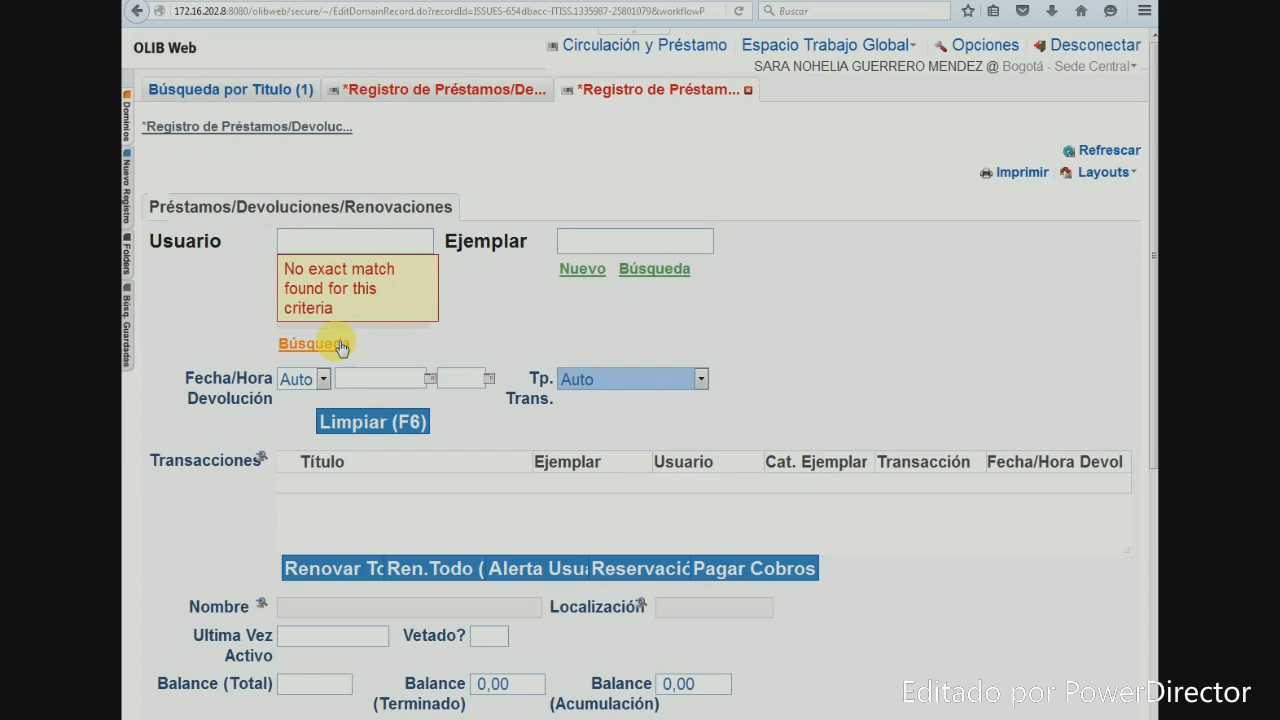 172.16.202.8:8080/olibweb/secure/~/EditDomainRecord.do?recordId=ISSUES-654dbacc-ITISS.1335987-25801079&workflowP
Buscar
OLIB Web
Circulación y Préstamo
Espacio Trabajo Global
Opciones
Desconectar
SARA NOHELIA GUERRERO MENDEZ @ Bogotá - Sede Central
Búsqueda por Titulo (1)
*Registro de Préstamos/De...
*Registro de Préstam...
Dominios
Nuevo Registro
Folders
Búsq. Guardadas
*Registro de Préstamos/Devoluc...
Refrescar
Imprimir
Layouts
Préstamos/Devoluciones/Renovaciones
Usuario
Ejemplar
No exact match
found for this
criteria
Nuevo
Búsqueda
Búsqueda
Fecha/Hora
Devolución
Auto
Tp.
Trans.
Auto
Limpiar (F6)
Transacciones
Título
Ejemplar
Usuario
Cat. Ejemplar
Transacción
Fecha/Hora Devol
Renovar To
Ren.Todo (
Alerta Usua
Reservació
Pagar Cobros
Nombre
Localización
Ultima Vez
Activo
Vetado?
Balance (Total)
Balance
(Terminado)
0,00
Balance
(Acumulación)
0,00
Editado por PowerDirector